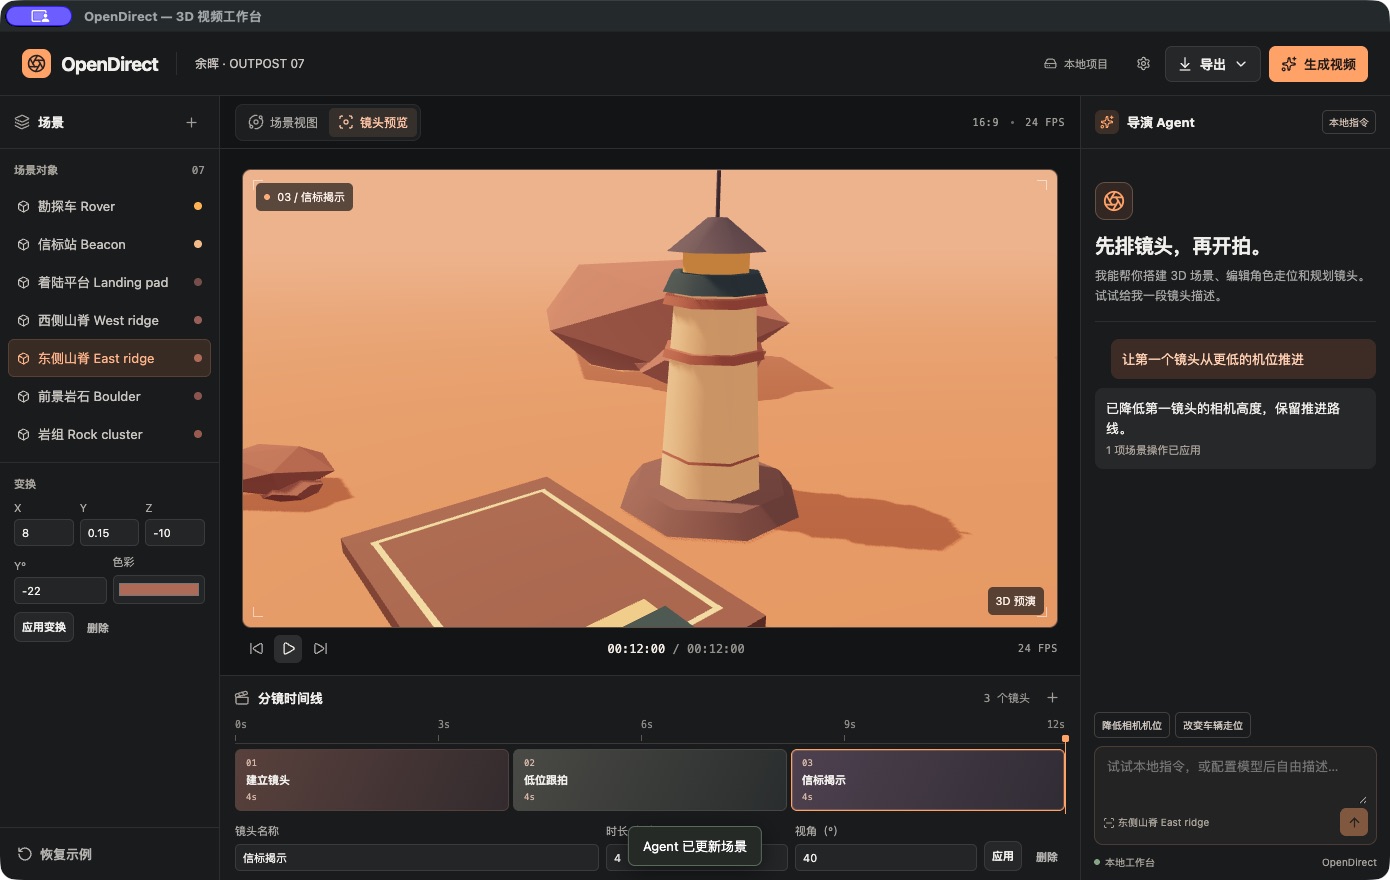 OpenDirect — 3D 视频工作台
OpenDirect
余晖 · OUTPOST 07
本地项目
导出
生成视频
场景
场景对象
07
勘探车 Rover
信标站 Beacon
着陆平台 Landing pad
西侧山脊 West ridge
东侧山脊 East ridge
前景岩石 Boulder
岩组 Rock cluster
变换
X
Y
Z
8
0.15
-10
Y°
色彩
-22
应用变换
删除
恢复示例
场景视图
镜头预览
16:9 • 24 FPS
03 / 信标揭示
3D 预演
00:12:00 / 00:12:00
24 FPS
分镜时间线
3 个镜头
0s
3s
6s
9s
12s
01
建立镜头
4s
02
低位跟拍
4s
03
信标揭示
4s
镜头名称
时长
视角 (°)
信标揭示
4
40
应用
删除
Agent 已更新场景
导演 Agent
本地指令
先排镜头，再开拍。
我能帮你搭建 3D 场景、编辑角色走位和规划镜头。
试试给我一段镜头描述。
让第一个镜头从更低的机位推进
已降低第一镜头的相机高度，保留推进路
线。
1 项场景操作已应用
降低相机机位
改变车辆走位
试试本地指令，或配置模型后自由描述...
东侧山脊 East ridge
本地工作台
OpenDirect